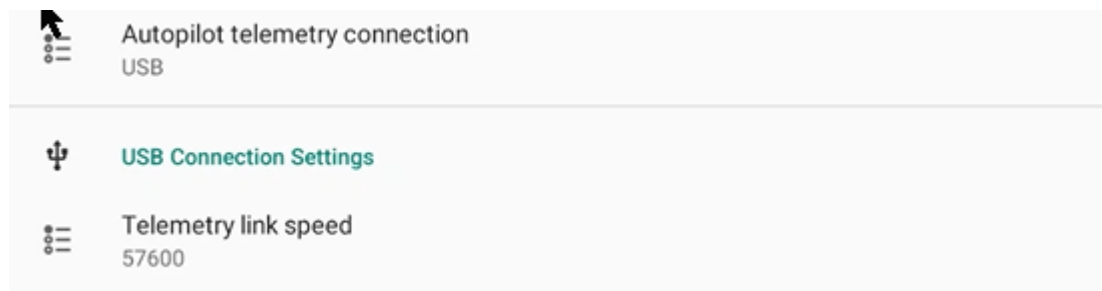 Autopilot telemetry connection
USB
USB Connection Settings
Telemetry link speed
57600